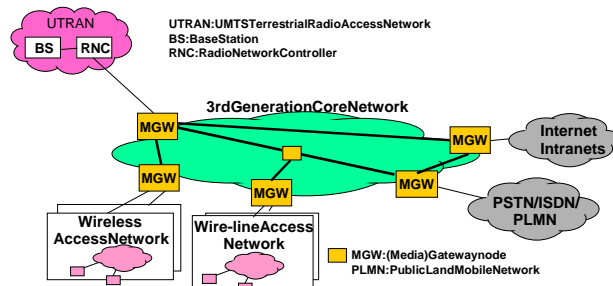 UTRAN
BS
RNC
UTRAN:UMTSTerrestrialRadioAccessNetwork
BS:BaseStation
RNC:RadioNetworkController
3rdGenerationCoreNetwork
MGW
MGW
Internet
Intranets
MGW
MGW
MGW
PSTN/ISDN/
PLMN
Wireless
AccessNetwork
Wire-lineAccess
Network
MGW:(Media)Gatewaynode
PLMN:PublicLandMobileNetwork